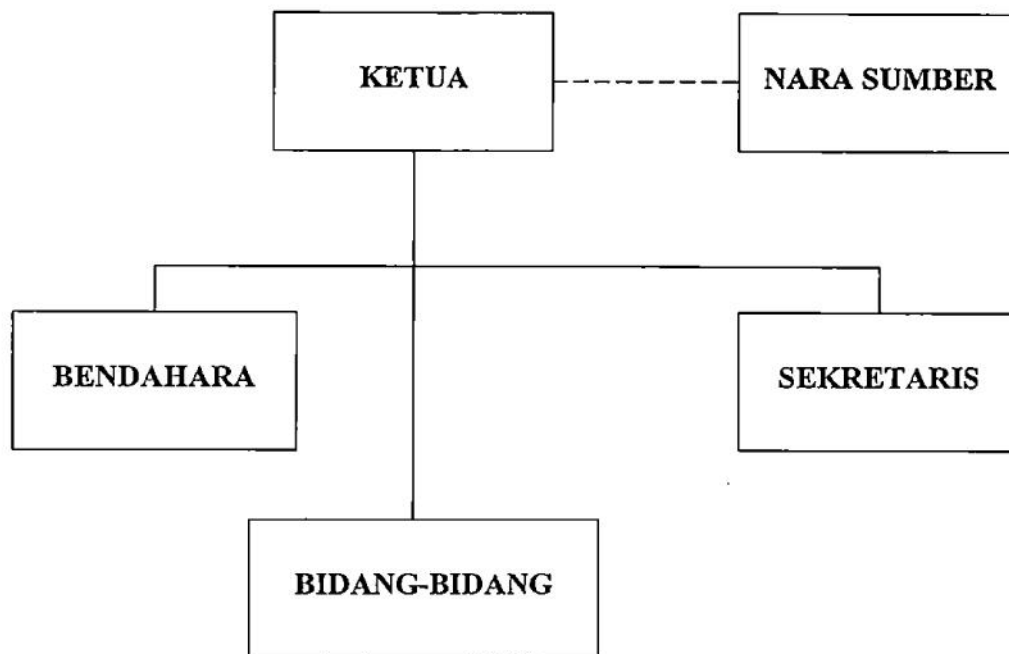 KETUA
NARA SUMBER
BENDAHARA
SEKRETARIS
BIDANG-BIDANG